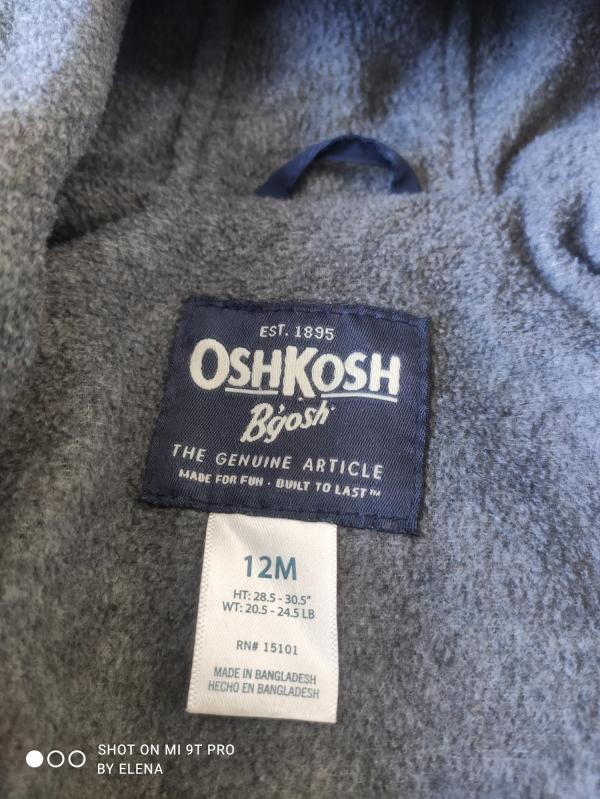 EST. 1895
OSHKOSH
B'gosh
THE GENUINE ARTICLE
MADE FOR FUN · BUILT TO LAST™
12M
HT: 28.5 - 30.5"
WT: 20.5 - 24.5 LB
RN# 15101
MADE IN BANGLADESH
HECHO EN BANGLADESH
SHOT ON MI 9T PRO
BY ELENA